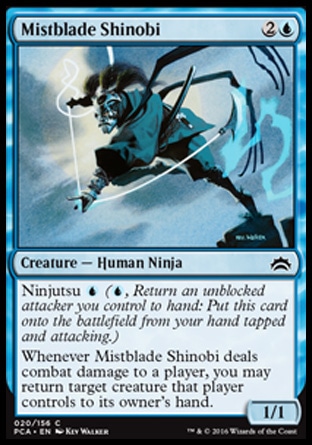 Mistblade Shinobi 2
Creature — Human Ninja
Ninjutsu (, Return an unblocked
attacker you control to hand: Put this card
onto the battlefield from your hand tapped
and attacking.)
Whenever Mistblade Shinobi deals
combat damage to a player, you may
return target creature that player
controls to its owner's hand.
1/1
020/156 C
PCA • EN KEV WALKER
™ & © 2016 Wizards of the Coast